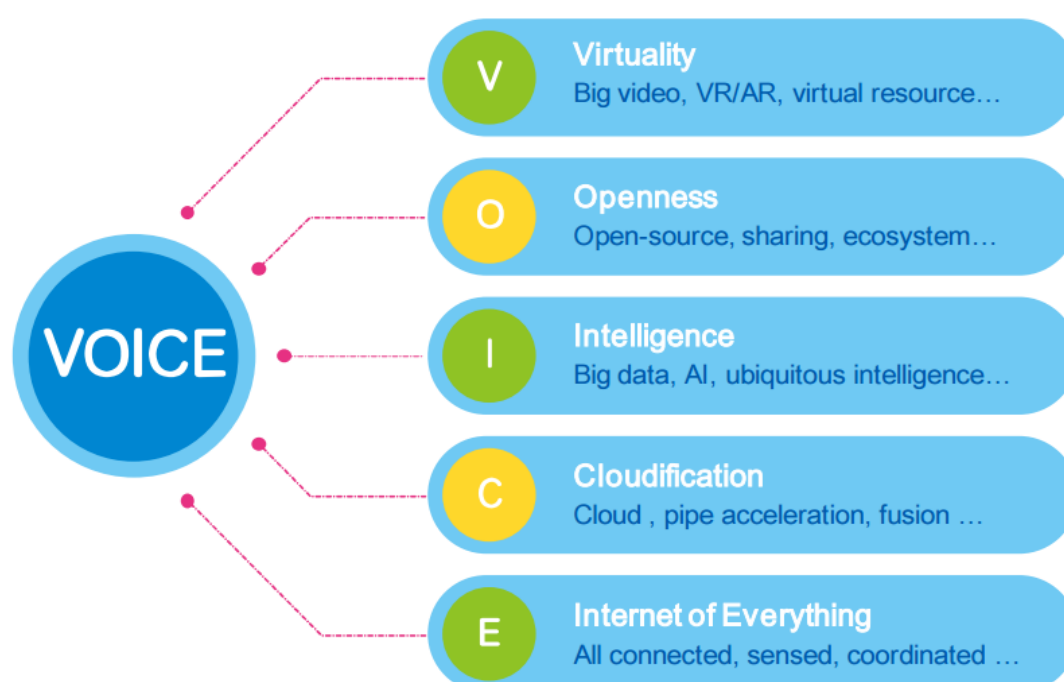 VOICE
V
Virtuality
Big video, VR/AR, virtual resource…
O
Openness
Open-source, sharing, ecosystem…
I
Intelligence
Big data, AI, ubiquitous intelligence…
C
Cloudification
Cloud , pipe acceleration, fusion …
E
Internet of Everything
All connected, sensed, coordinated …